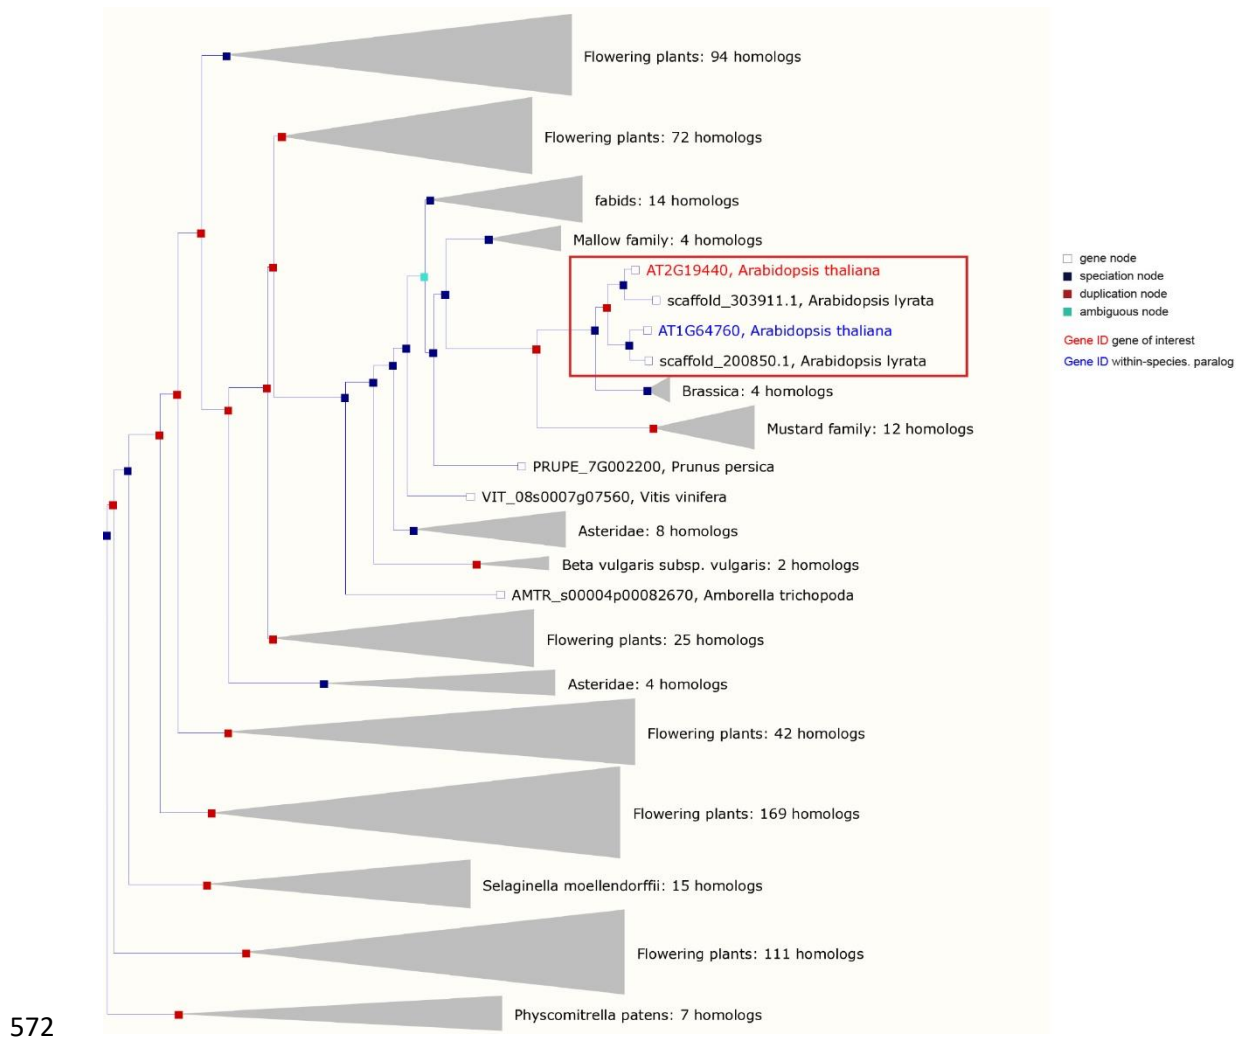 Flowering plants: 94 homologs
Flowering plants: 72 homologs
fabids: 14 homologs
Mallow family: 4 homologs
AT2G19440, Arabidopsis thaliana
scaffold_303911.1, Arabidopsis lyrata
AT1G64760, Arabidopsis thaliana
scaffold_200850.1, Arabidopsis lyrata
Brassica: 4 homologs
Mustard family: 12 homologs
PRUPE_7G002200, Prunus persica
VIT_08s0007g07560, Vitis vinifera
Asteridae: 8 homologs
Beta vulgaris subsp. vulgaris: 2 homologs
AMTR_s00004p00082670, Amborella trichopoda
Flowering plants: 25 homologs
Asteridae: 4 homologs
Flowering plants: 42 homologs
Flowering plants: 169 homologs
Selaginella moellendorffii: 15 homologs
Flowering plants: 111 homologs
Physcomitrella patens: 7 homologs
gene node
speciation node
duplication node
ambiguous node
Gene ID gene of interest
Gene ID within-species. paralog
572